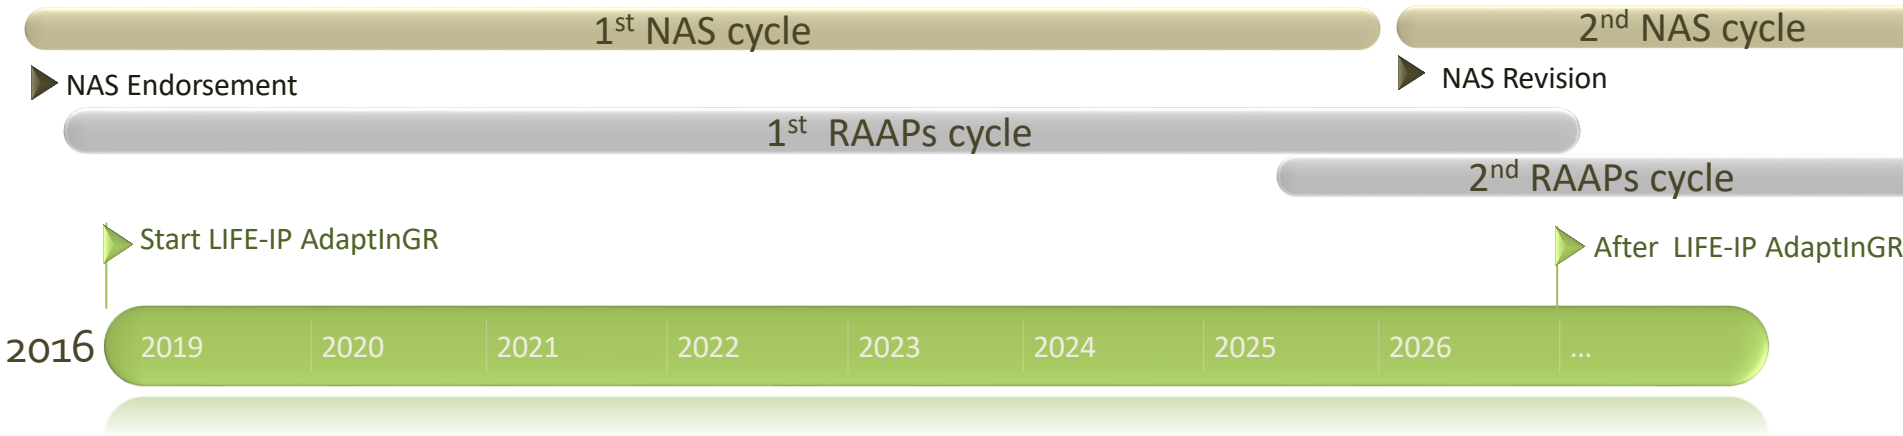 1st NAS cycle
2nd NAS cycle
NAS Endorsement
NAS Revision
1st RAAPs cycle
2nd RAAPs cycle
Start LIFE-IP AdaptInGR
After LIFE-IP AdaptInGR
2016 2019 2020 2021 2022 2023 2024 2025 2026 ...